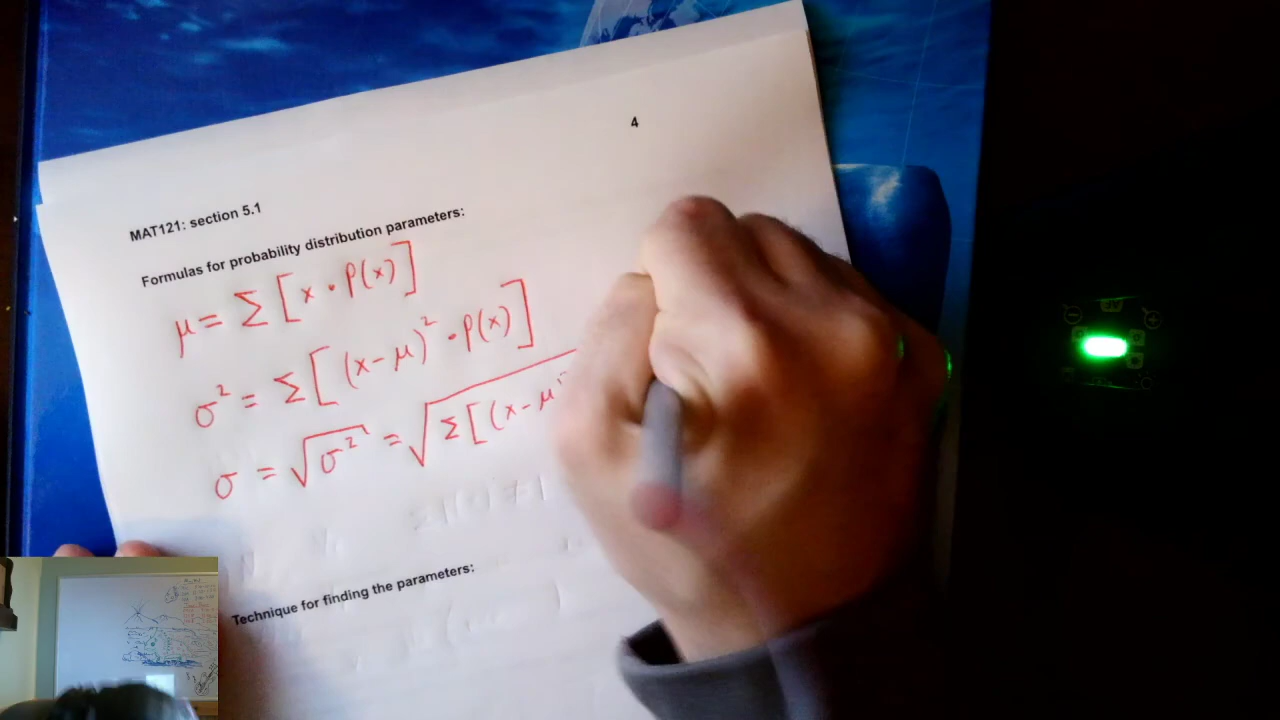 4
MAT121: section 5.1
Formulas for probability distribution parameters:
μ = Σ [x · P(x)]
σ² = Σ [(x-μ)² · P(x)]
σ = √σ² = √Σ[(x-μ
Technique for finding the parameters: